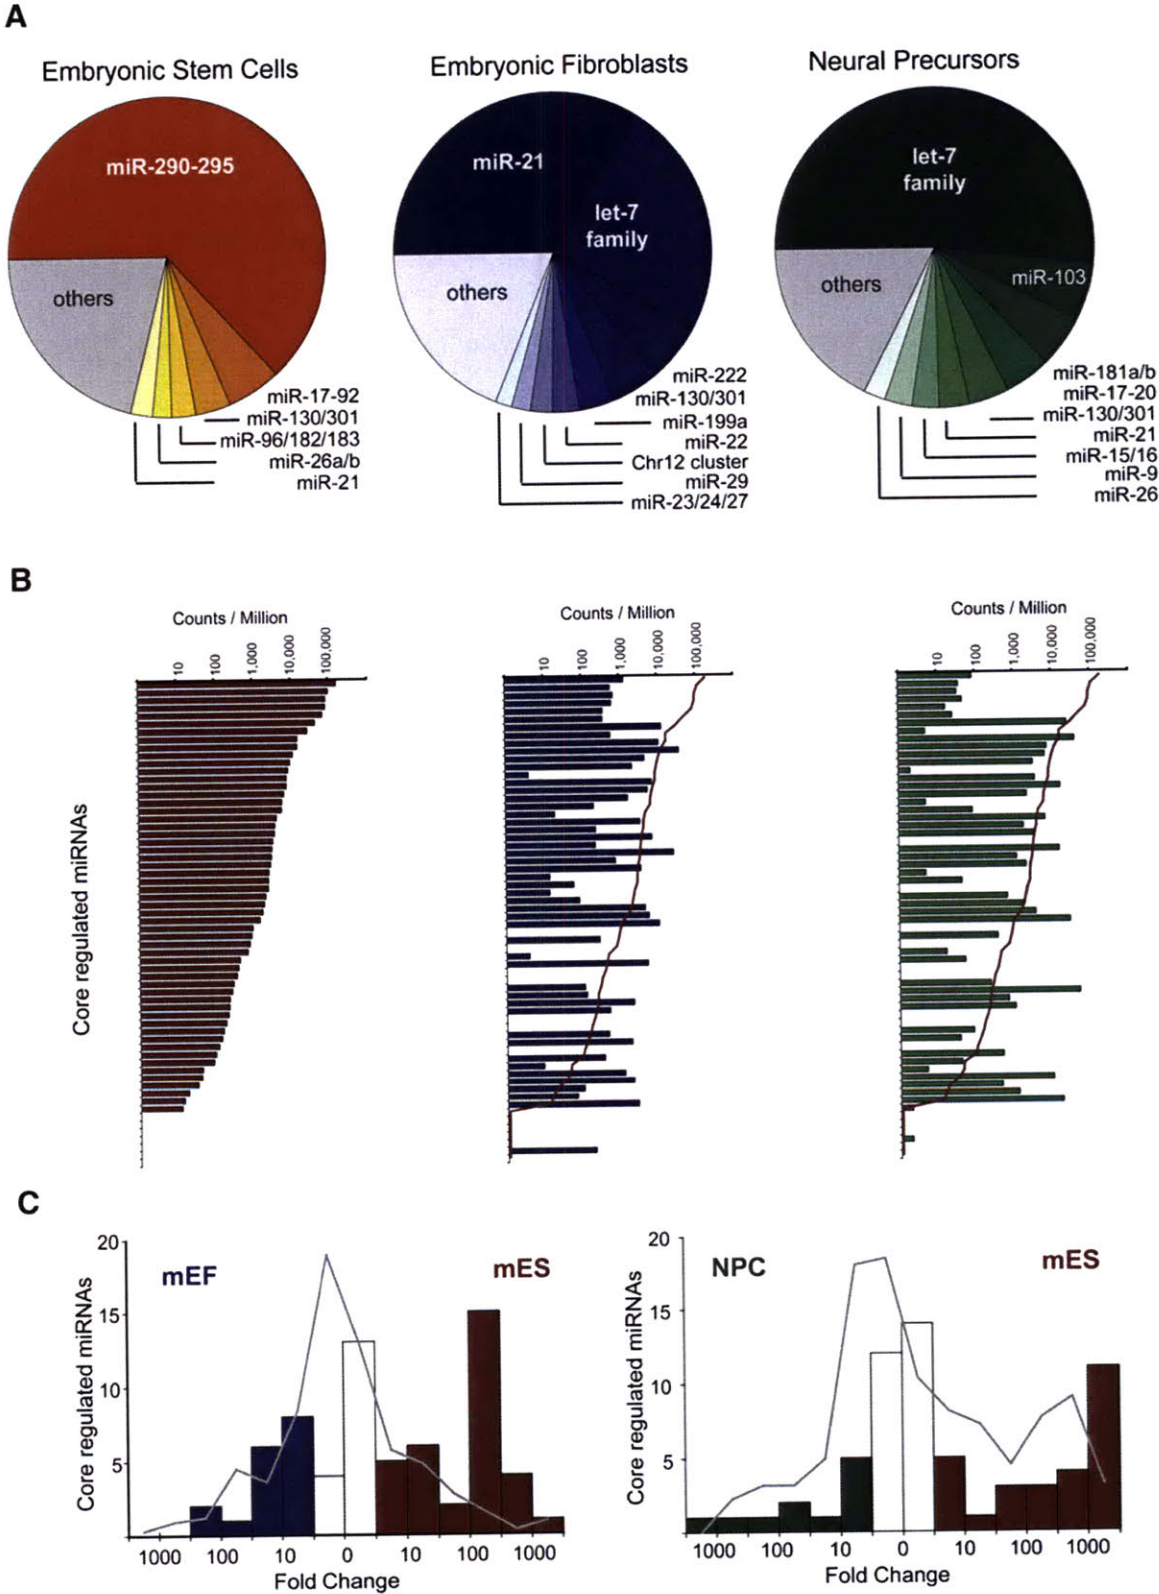 A
Embryonic Stem Cells
Embryonic Fibroblasts
Neural Precursors
miR-290-295
others
miR-17-92
miR-130/301
miR-96/182/183
miR-26a/b
miR-21
miR-21
let-7
family
others
miR-222
miR-130/301
miR-199a
miR-22
Chr12 cluster
miR-29
miR-23/24/27
let-7
family
miR-103
others
miR-181a/b
miR-17-20
miR-130/301
miR-21
miR-15/16
miR-9
miR-26
B
Counts / Million
10
100
1,000
10,000
100,000
Core regulated miRNAs
Counts / Million
10
100
1,000
10,000
100,000
Counts / Million
10
100
1,000
10,000
100,000
C
20
15
10
5
Core regulated miRNAs
mEF
mES
1000 100 10 0 10 100 1000
Fold Change
20
15
10
5
Core regulated miRNAs
NPC
mES
1000 100 10 0 10 100 1000
Fold Change